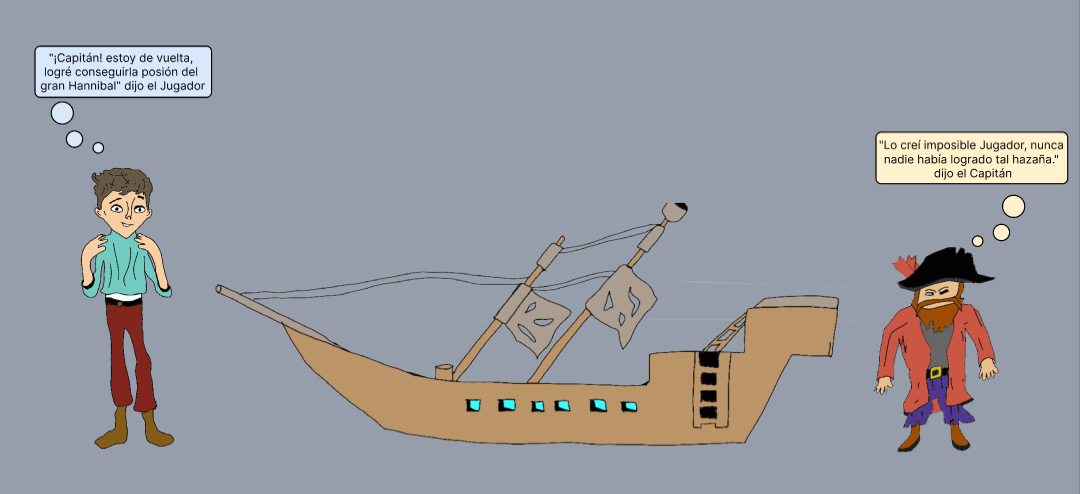 "¡Capitán! estoy de vuelta,
logré conseguirla posión del
gran Hannibal" dijo el Jugador
"Lo creí imposible Jugador, nunca
nadie había logrado tal hazaña."
dijo el Capitán